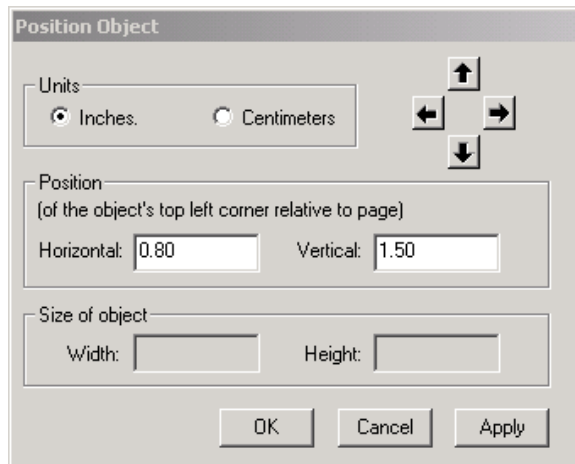 Position Object
Units
Inches. Centimeters
Position
(of the object's top left corner relative to page)
Horizontal: 0.80 Vertical: 1.50
Size of object
Width: Height:
OK Cancel Apply